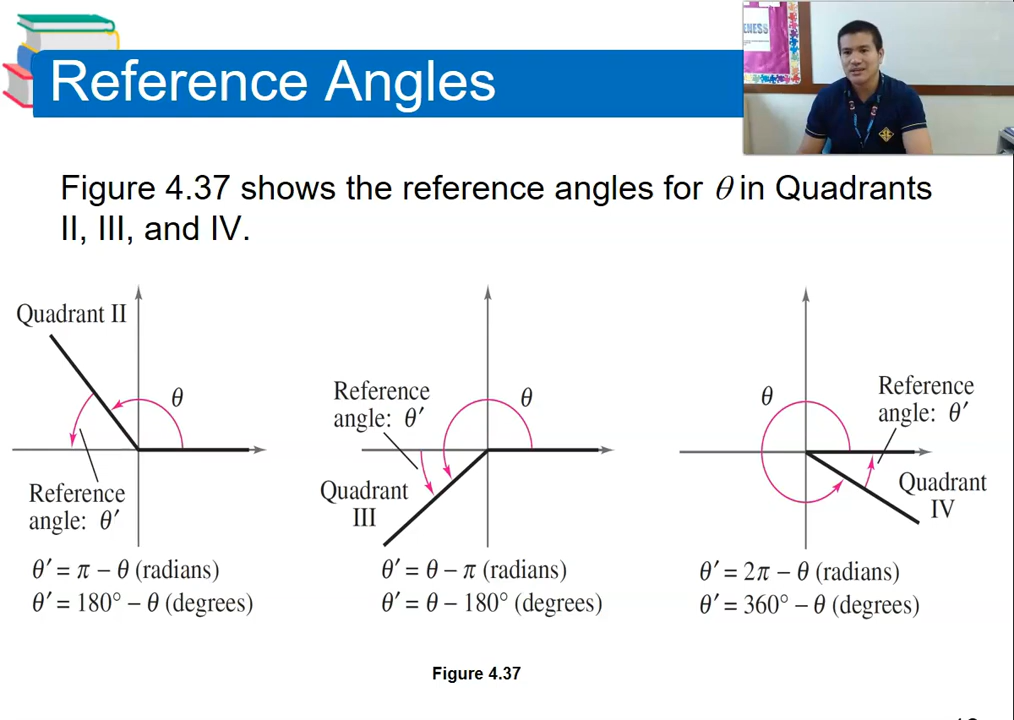 Reference Angles
Figure 4.37 shows the reference angles for θ in Quadrants
II, III, and IV.
Quadrant II
θ
Reference
angle: θ′
θ′ = π − θ (radians)
θ′ = 180° − θ (degrees)
Reference
angle: θ′
θ
Quadrant
III
θ′ = θ − π (radians)
θ′ = θ − 180° (degrees)
θ
Reference
angle: θ′
Quadrant
IV
θ′ = 2π − θ (radians)
θ′ = 360° − θ (degrees)
Figure 4.37